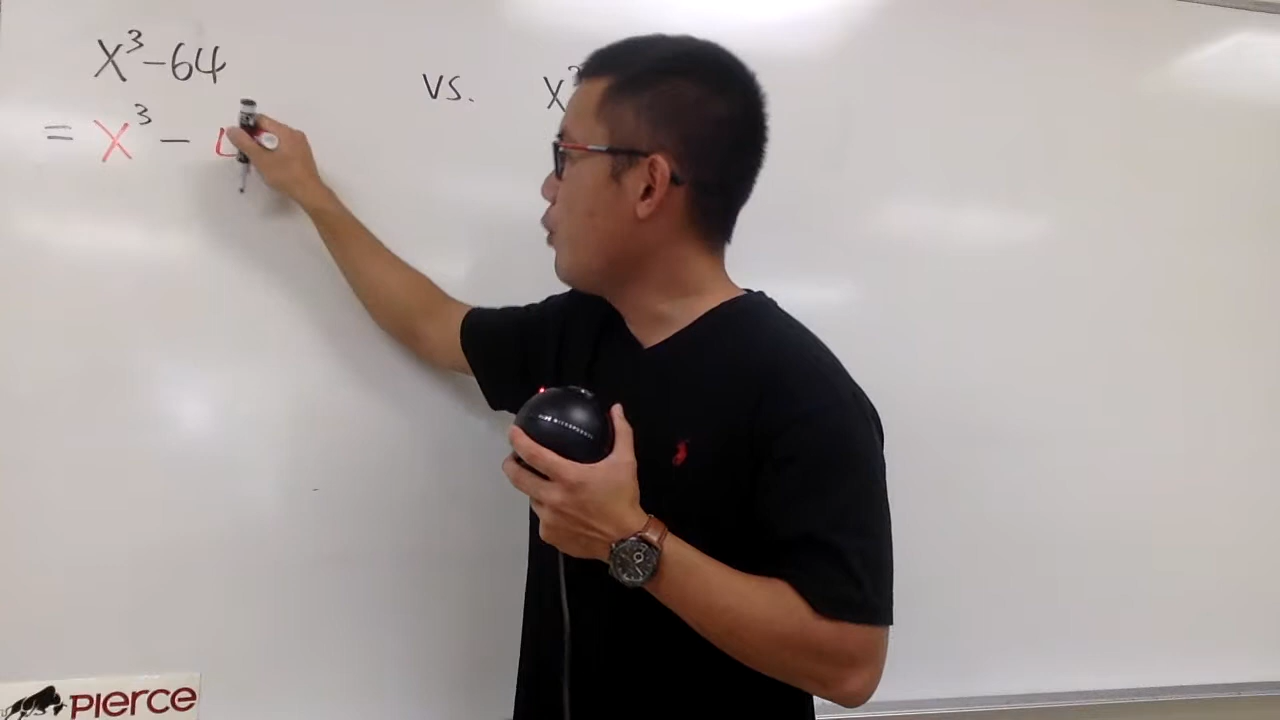 x³-64
vs. x
= x³ -
PIERCE